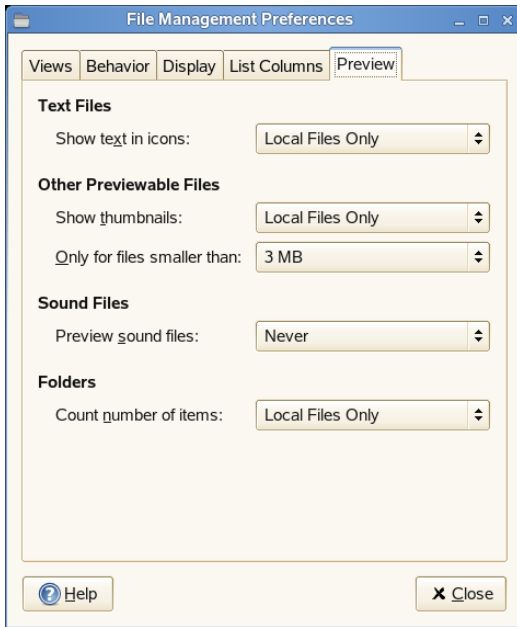 File Management Preferences
Views Behavior Display List Columns Preview
Text Files
Show text in icons: Local Files Only
Other Previewable Files
Show thumbnails: Local Files Only
Only for files smaller than: 3 MB
Sound Files
Preview sound files: Never
Folders
Count number of items: Local Files Only
Help Close